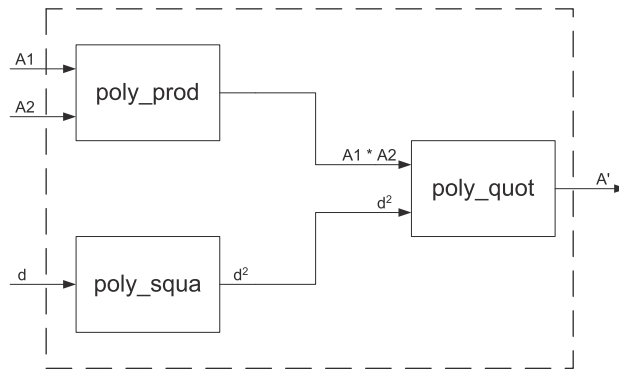 A1
A2
poly_prod
A1 * A2
d²
poly_quot
A'
d
poly_squa
d²